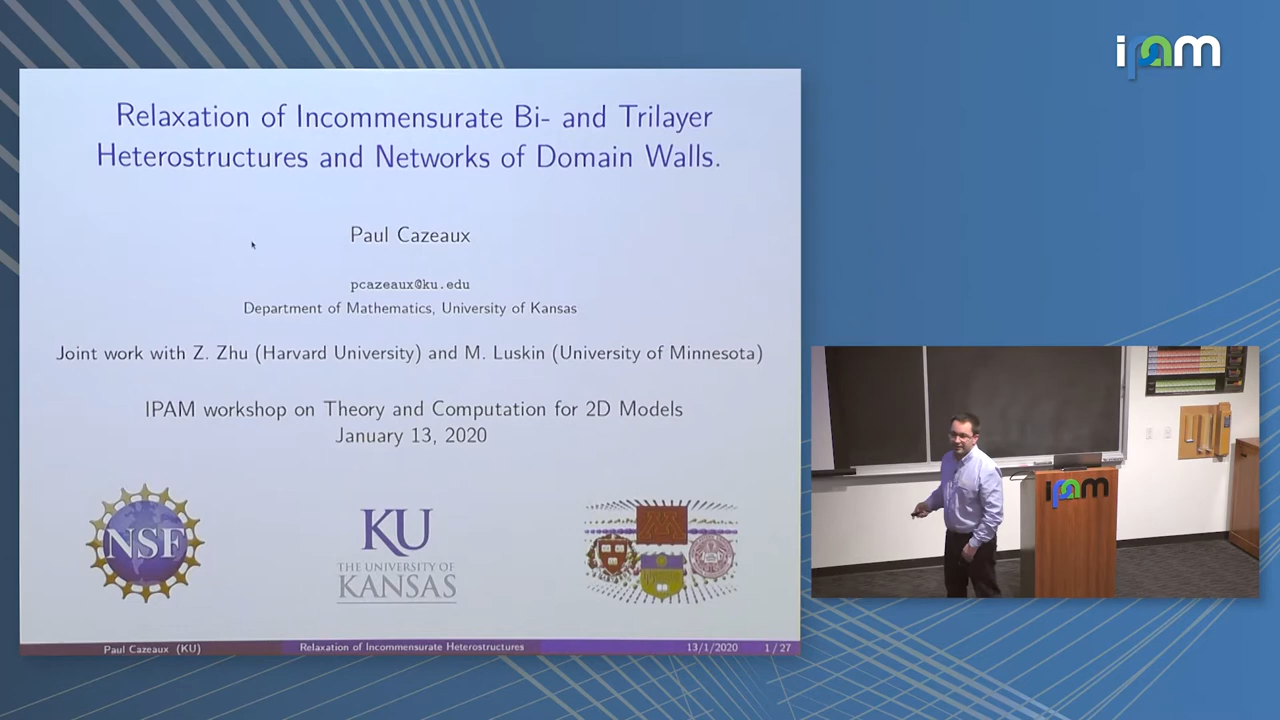 ipam
Relaxation of Incommensurate Bi- and Trilayer
Heterostructures and Networks of Domain Walls.
Paul Cazeaux
pcazeaux@ku.edu
Department of Mathematics, University of Kansas
Joint work with Z. Zhu (Harvard University) and M. Luskin (University of Minnesota)
IPAM workshop on Theory and Computation for 2D Models
January 13, 2020
NSF
KU
THE UNIVERSITY OF
KANSAS
Paul Cazeaux (KU) Relaxation of Incommensurate Heterostructures 13/1/2020 1 / 27
ipam